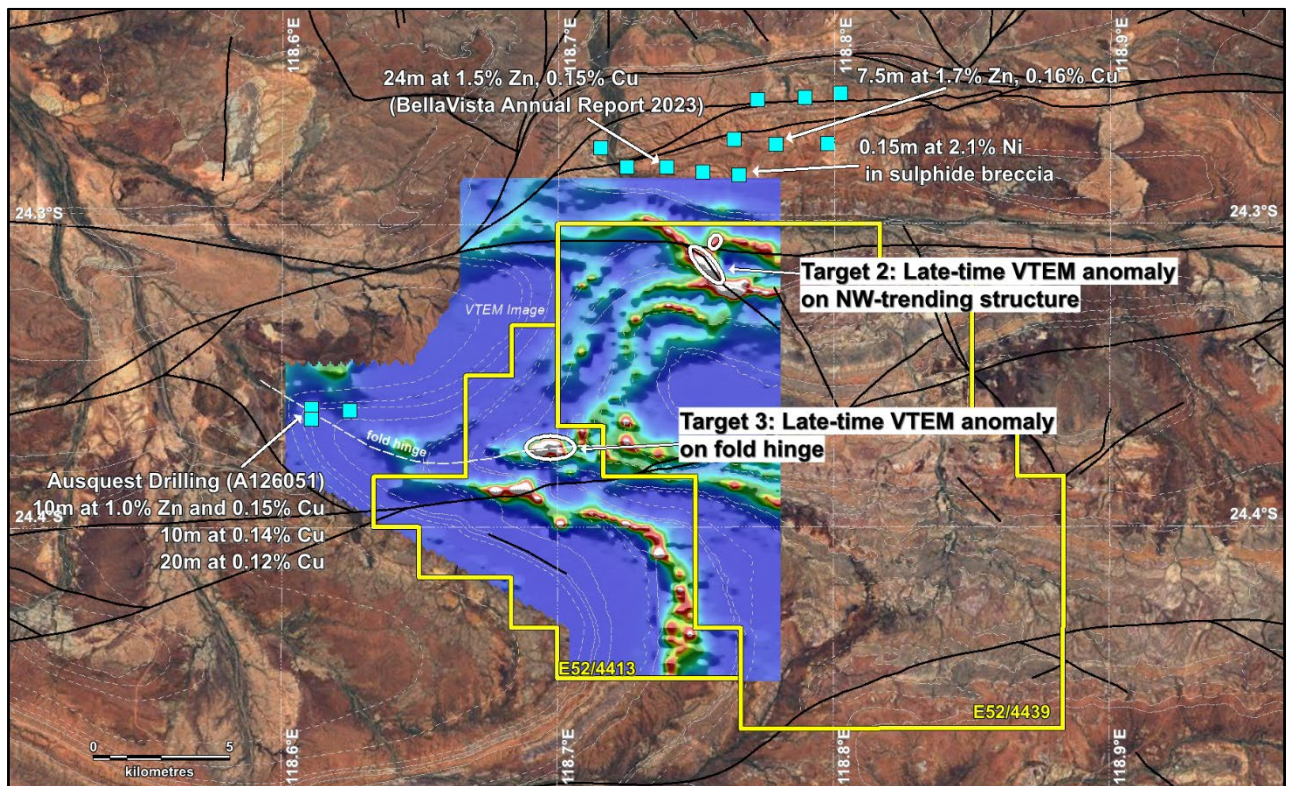 118.6°E
118.7°E
118.8°E
118.9°E
24m at 1.5% Zn, 0.15% Cu
(BellaVista Annual Report 2023)
7.5m at 1.7% Zn, 0.16% Cu
0.15m at 2.1% Ni
in sulphide breccia
24.3°S
24.3°S
Target 2: Late-time VTEM anomaly
on NW-trending structure
VTEM Image
Target 3: Late-time VTEM anomaly
on fold hinge
fold hinge
Ausquest Drilling (A126051)
10m at 1.0% Zn and 0.15% Cu
10m at 0.14% Cu
20m at 0.12% Cu
24.4°S
24.4°S
E52/4413
E52/4439
0 5
kilometres
118.6°E
118.7°E
118.8°E
118.9°E